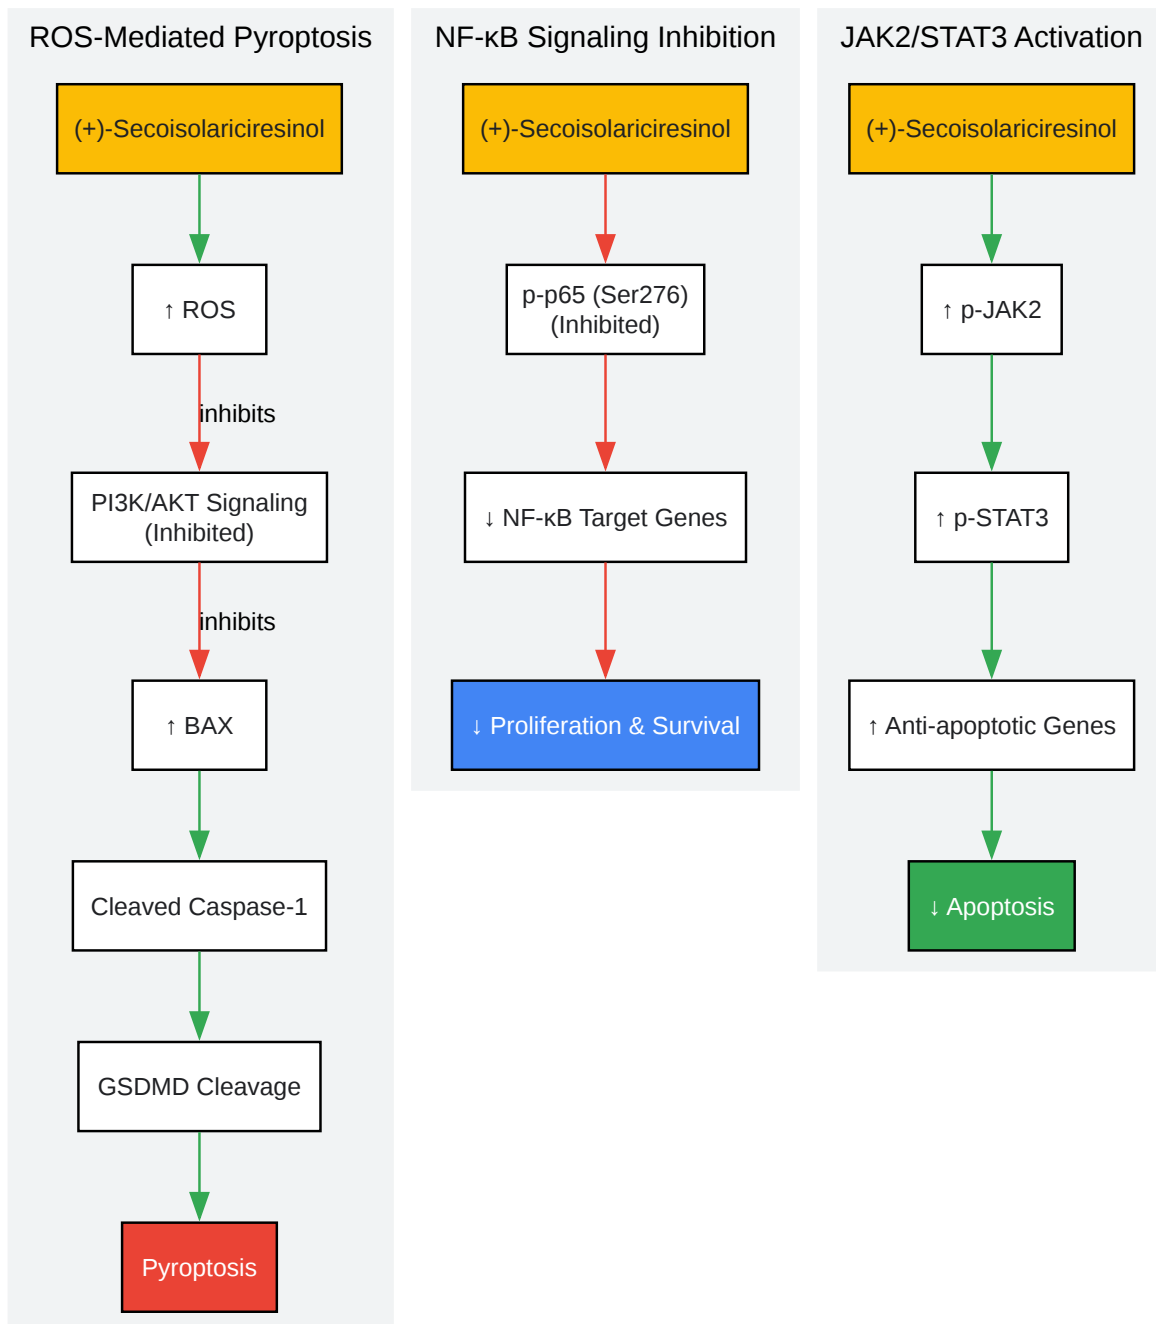 ROS-Mediated Pyroptosis
(+)-Secoisolariciresinol
↑ ROS
inhibits
PI3K/AKT Signaling
(Inhibited)
inhibits
↑ BAX
Cleaved Caspase-1
GSDMD Cleavage
Pyroptosis
NF-κB Signaling Inhibition
(+)-Secoisolariciresinol
p-p65 (Ser276)
(Inhibited)
↓ NF-κB Target Genes
↓ Proliferation & Survival
JAK2/STAT3 Activation
(+)-Secoisolariciresinol
↑ p-JAK2
↑ p-STAT3
↑ Anti-apoptotic Genes
↓ Apoptosis